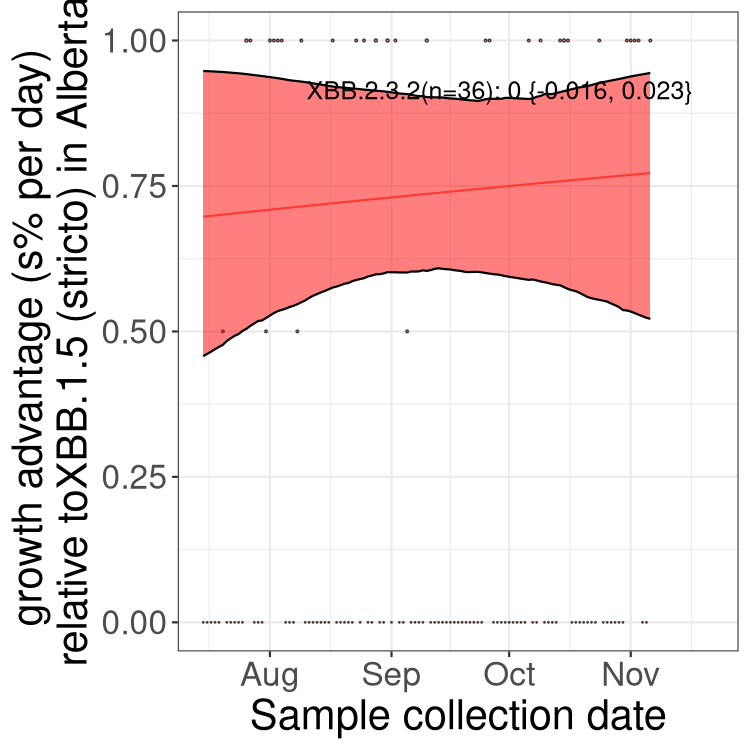 growth advantage (s% per day)
relative toXBB.1.5 (stricto) in Alberta
1.00
0.75
0.50
0.25
0.00
XBB.2.3.2(n=36): 0 {-0.016, 0.023}
Aug Sep Oct Nov
Sample collection date